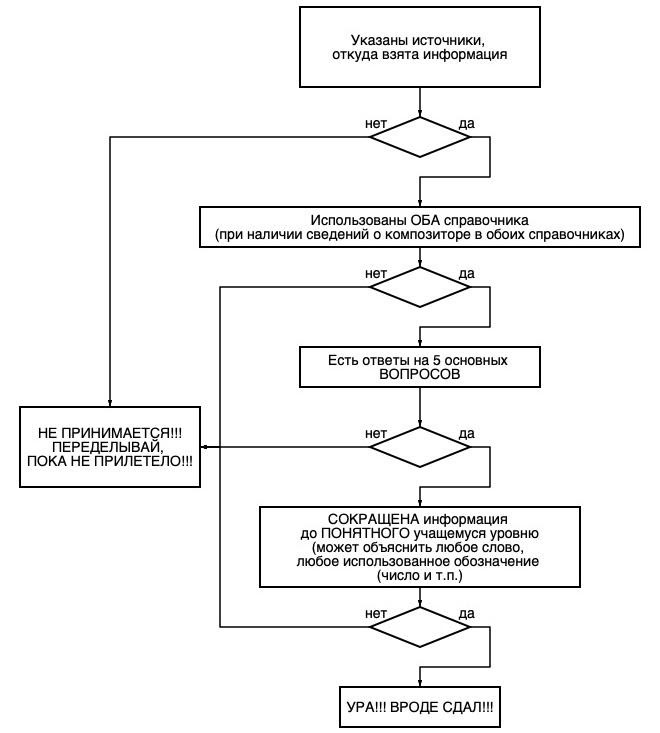 Указаны источники,
откуда взята информация
нет
да
Использованы ОБА справочника
(при наличии сведений о композиторе в обоих справочниках)
нет
да
Есть ответы на 5 основных
ВОПРОСОВ
нет
да
НЕ ПРИНИМАЕТСЯ!!!
ПЕРЕДЕЛЫВАЙ,
ПОКА НЕ ПРИЛЕТЕЛО!!!
СОКРАЩЕНА информация
до ПОНЯТНОГО учащемуся уровню
(может объяснить любое слово,
любое использованное обозначение
(число и т.п.)
нет
да
УРА!!! ВРОДЕ СДАЛ!!!